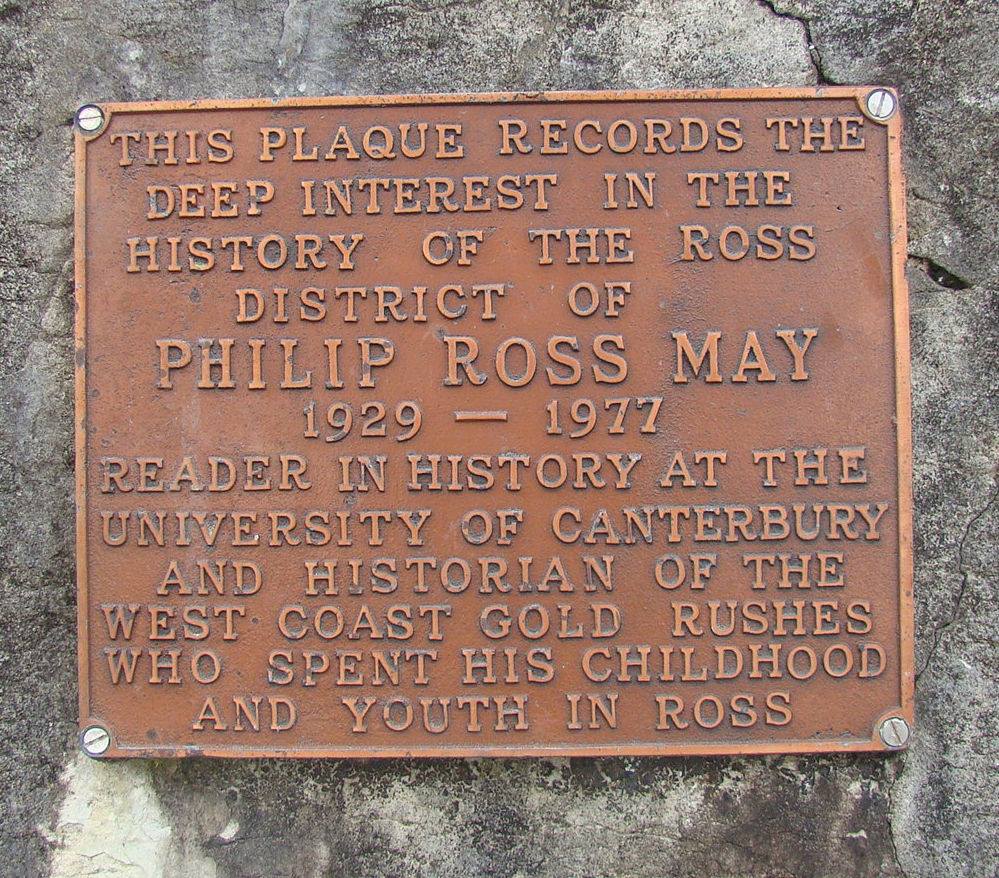 THIS PLAQUE RECORDS THE
DEEP INTEREST IN THE
HISTORY OF THE ROSS
DISTRICT OF
PHILIP ROSS MAY
1929 — 1977
READER IN HISTORY AT THE
UNIVERSITY OF CANTERBURY
AND HISTORIAN OF THE
WEST COAST GOLD RUSHES
WHO SPENT HIS CHILDHOOD
AND YOUTH IN ROSS